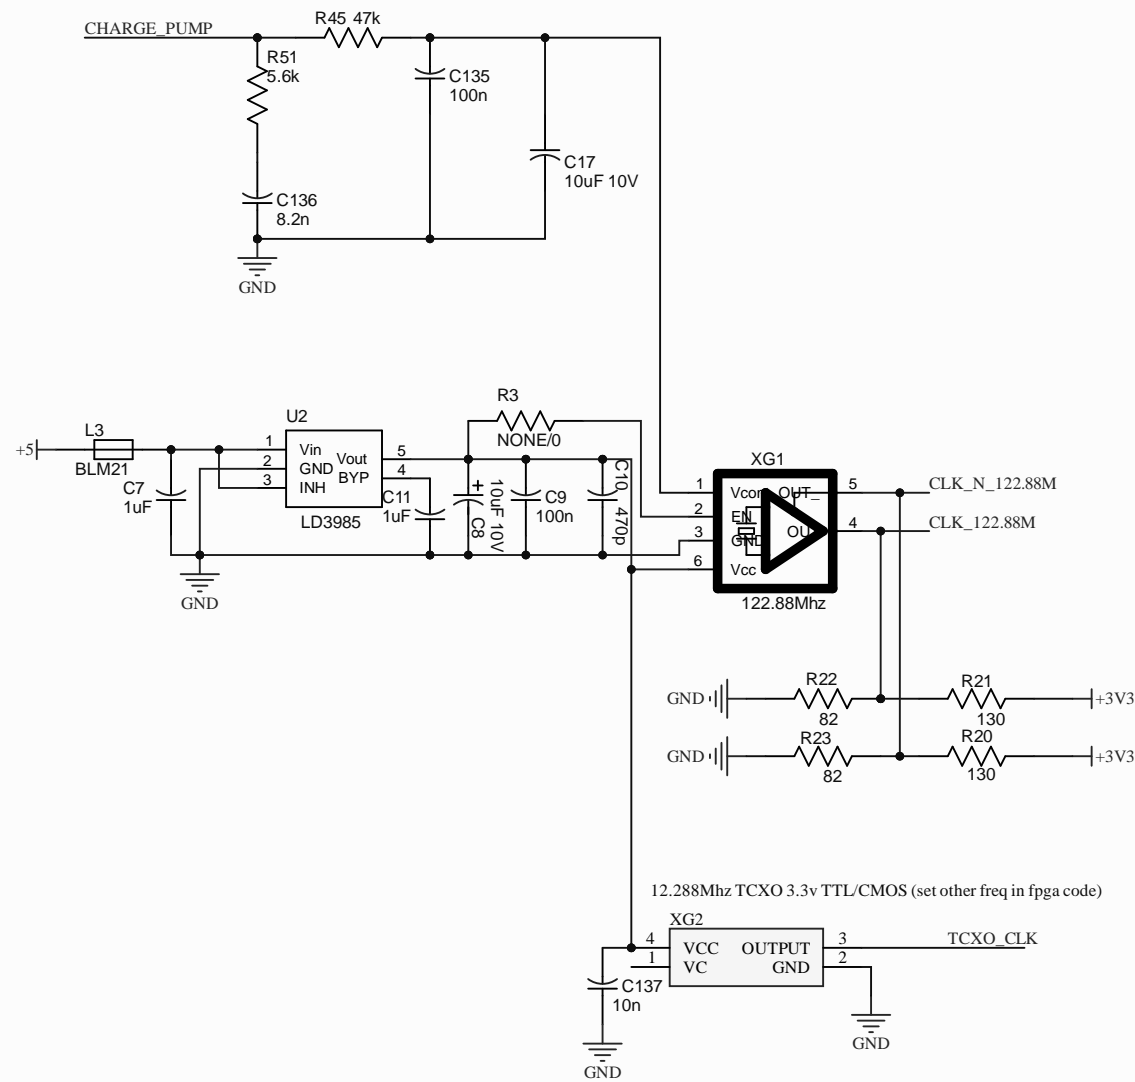 R45 47k
CHARGE_PUMP
R51
5.6k
C135
100n
C17
10uF 10V
C136
8.2n
GND
R3
NONE/0
U2
L3
+5
BLM21
1
Vin
2
GND
3
INH
Vout
5
BYP
4
LD3985
C7
1uF
C11
1uF
10uF 10V
C8
C9
100n
C10
470p
GND
XG1
1
Vcon
OUT_
5
CLK_N_122.88M
2
EN
OU
4
CLK_122.88M
3
GND
6
Vcc
122.88Mhz
R22
GND
82
R21
130
+3V3
R23
GND
82
R20
130
+3V3
12.288Mhz TCXO 3.3v TTL/CMOS (set other freq in fpga code)
XG2
4
VCC
OUTPUT
3
TCXO_CLK
1
VC
GND
2
C137
10n
GND
GND